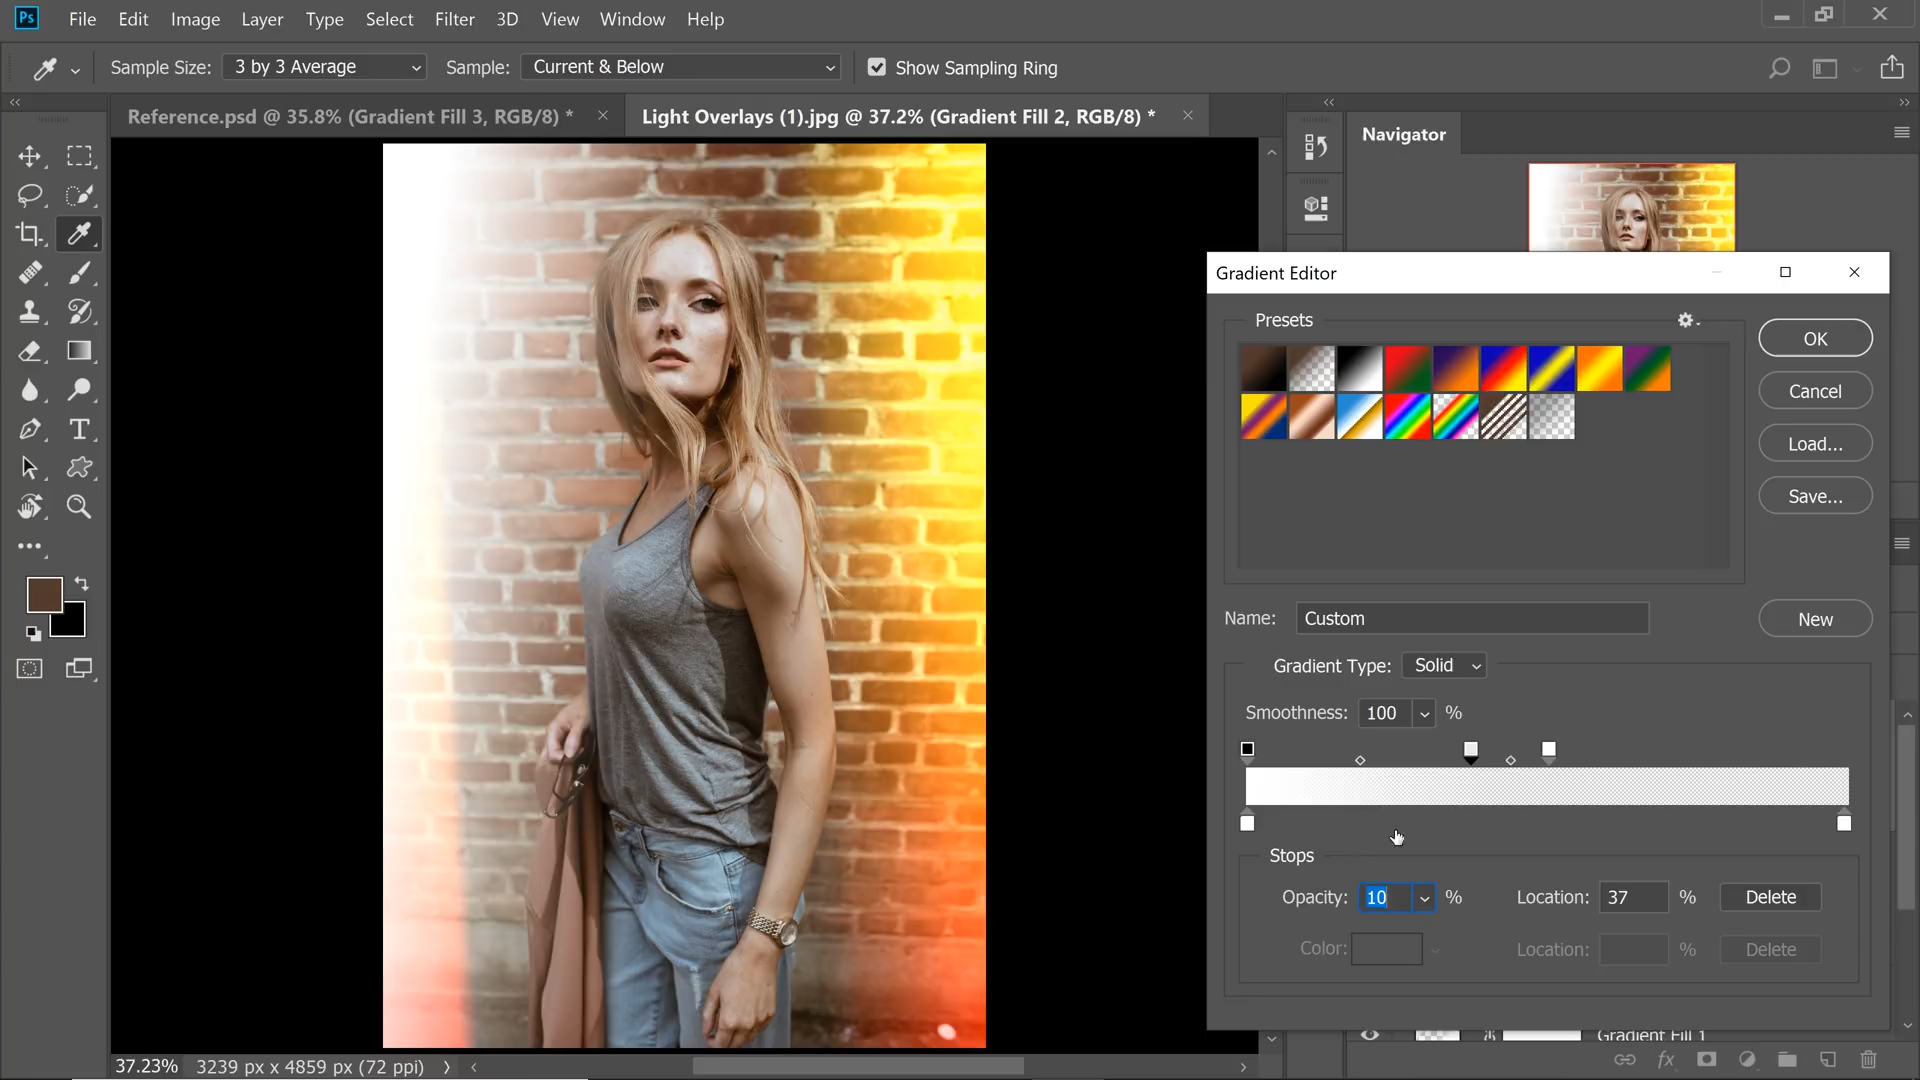 Ps File Edit Image Layer Type Select Filter 3D View Window Help
Sample Size: 3 by 3 Average Sample: Current & Below Show Sampling Ring
Reference.psd @ 35.8% (Gradient Fill 3, RGB/8) * Light Overlays (1).jpg @ 37.2% (Gradient Fill 2, RGB/8) *
Navigator
Gradient Editor
Presets
OK
Cancel
Load...
Save...
Name: Custom New
Gradient Type: Solid
Smoothness: 100 %
Stops
Opacity: 10 % Location: 37 % Delete
Color: Location: % Delete
Gradient Fill 1
37.23% 3239 px x 4859 px (72 ppi)
fx